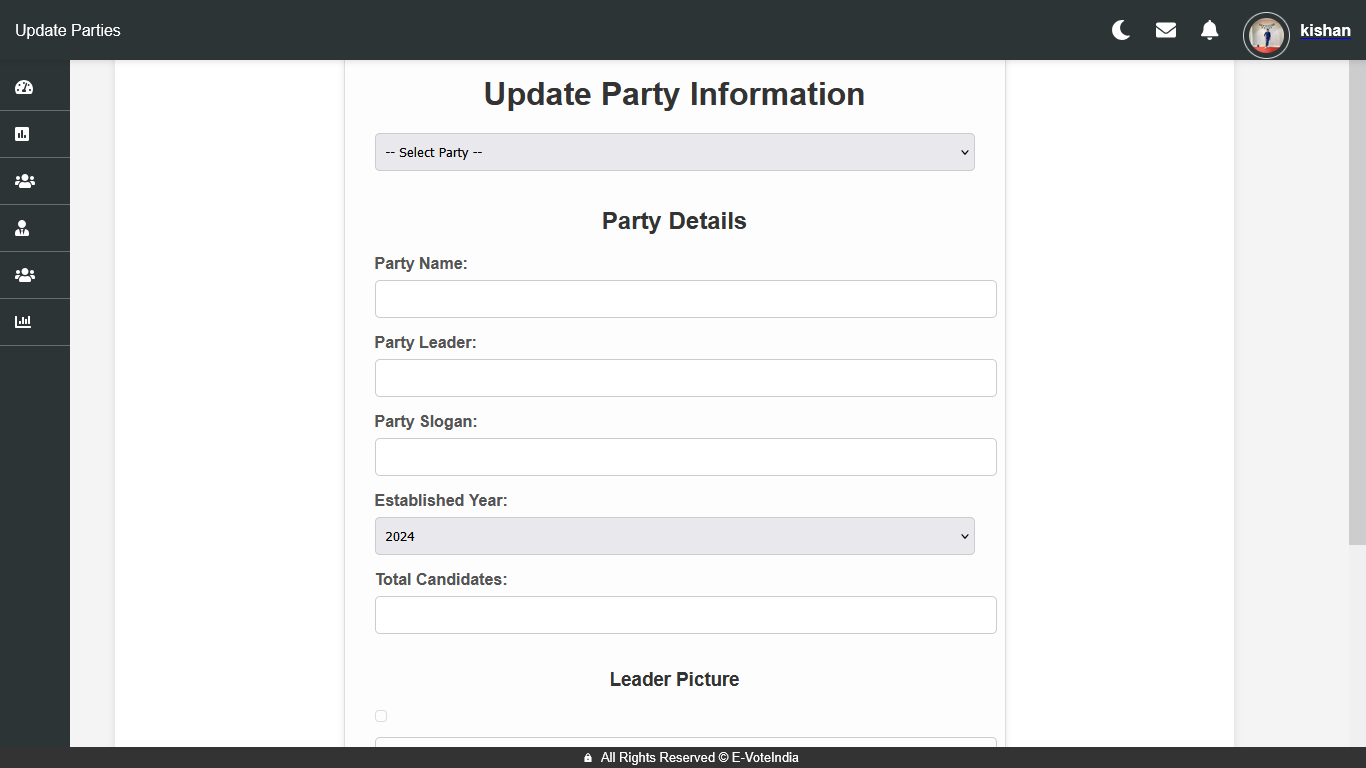 Update Parties
kishan
Update Party Information
-- Select Party --
Party Details
Party Name:
Party Leader:
Party Slogan:
Established Year:
2024
Total Candidates:
Leader Picture
All Rights Reserved © E-VoteIndia